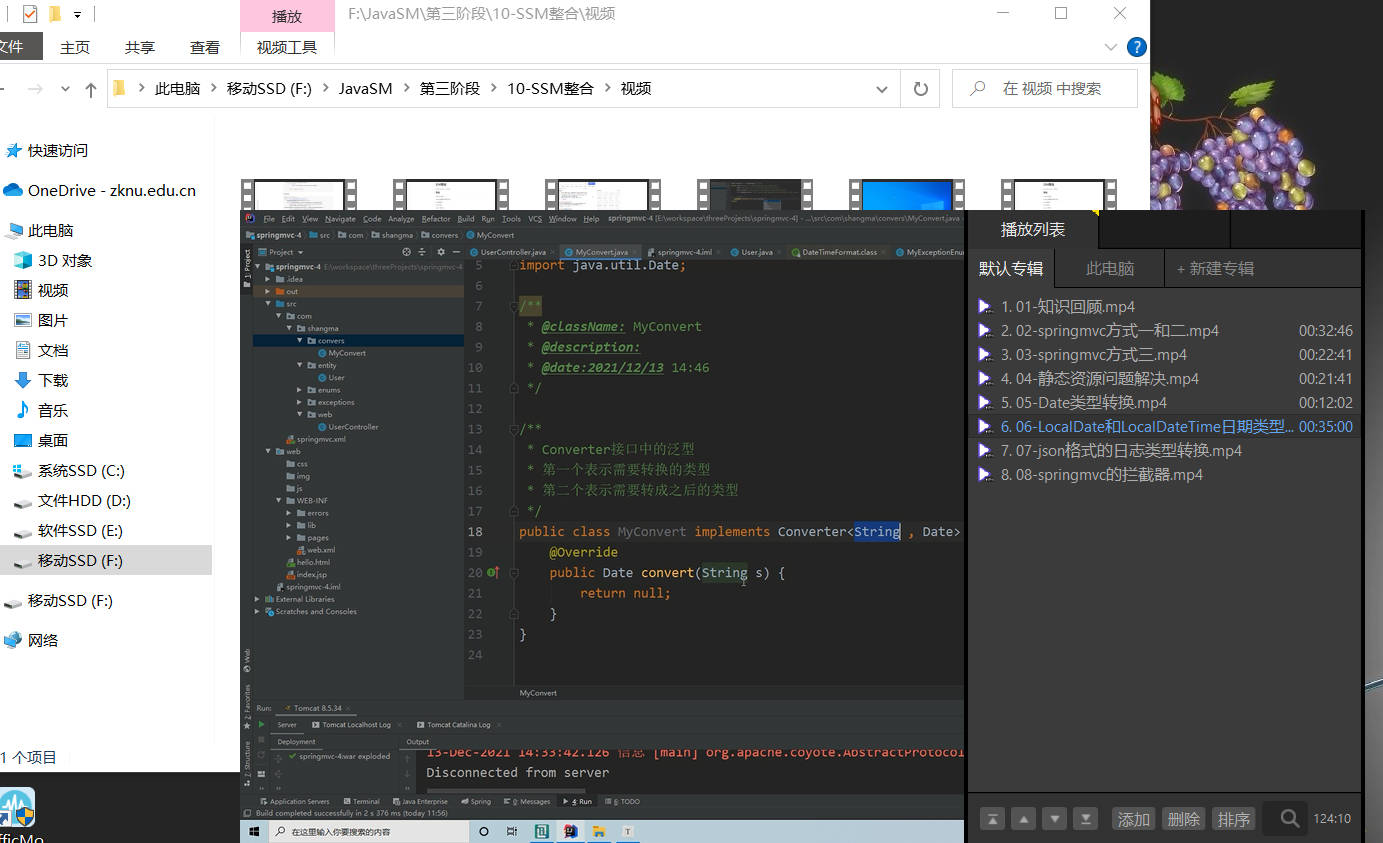 播放
F:\JavaSM\第三阶段\10-SSM整合\视频
文件
主页
共享
查看
视频工具
此电脑
移动SSD (F:)
JavaSM
第三阶段
10-SSM整合
视频
在 视频 中搜索
快速访问
OneDrive - zknu.edu.cn
此电脑
3D 对象
视频
图片
文档
下载
音乐
桌面
系统SSD (C:)
文件HDD (D:)
软件SSD (E:)
移动SSD (F:)
移动SSD (F:)
网络
1 个项目
File Edit View Navigate Code Analyze Refactor Build Run Tools VCS Window Help springmvc-4 [E:\workspace\threeProjects\springmvc-4] - ...\src\com\shangma\convers\MyConvert.java
springmvc-4 src com shangma convers MyConvert
Project
UserController.java MyConvert.java springmvc-4.iml User.java DateTimeFormat.class MyExceptionEnu
1: Project
springmvc-4 E:\workspace\threeProjects\springmvc-4
.idea
out
src
com
shangma
convers
MyConvert
entity
User
enums
exceptions
web
UserController
springmvc.xml
web
css
img
js
WEB-INF
errors
lib
pages
web.xml
hello.html
index.jsp
springmvc-4.iml
External Libraries
Scratches and Consoles
5 import java.util.Date;
6
7 /**
8 * @className: MyConvert
9 * @description:
10 * @date:2021/12/13 14:46
11 */
12
13 /**
14 * Converter接口中的泛型
15 * 第一个表示需要转换的类型
16 * 第二个表示需要转成之后的类型
17 */
18 public class MyConvert implements Converter<String , Date>
19 @Override
20 public Date convert(String s) {
21 return null;
22 }
23 }
24
MyConvert
Web
2: Favorites
Z: Structure
Run: Tomcat 8.5.34
Server Tomcat Localhost Log Tomcat Catalina Log
Deployment
Output
springmvc-4:war exploded
13-Dec-2021 14:33:42.126 信息 [main] org.apache.coyote.AbstractProtocol
Disconnected from server
Application Servers Terminal Java Enterprise Spring 0: Messages 4: Run 6: TODO
Build completed successfully in 2 s 376 ms (today 11:56)
在这里输入你要搜索的内容
播放列表
默认专辑
此电脑
+ 新建专辑
1. 01-知识回顾.mp4
2. 02-springmvc方式一和二.mp4 00:32:46
3. 03-springmvc方式三.mp4 00:22:41
4. 04-静态资源问题解决.mp4 00:21:41
5. 05-Date类型转换.mp4 00:12:02
6. 06-LocalDate和LocalDateTime日期类型... 00:35:00
7. 07-json格式的日志类型转换.mp4
8. 08-springmvc的拦截器.mp4
添加
删除
排序
124:10
fficMo